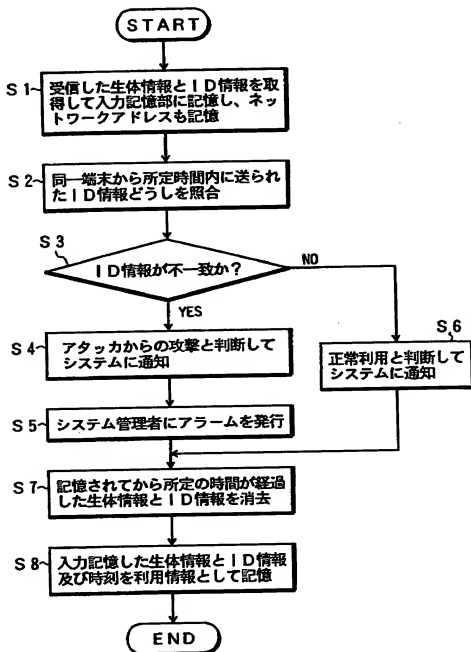 START
S1
受信した生体情報とID情報を取
得して入力記憶部に記憶し、ネッ
トワークアドレスも記憶
S2
同一端末から所定時間内に送られ
たID情報どうしを照合
S3
ID情報が不一致か?
NO
YES
S4
アタッカからの攻撃と判断して
システムに通知
S6
正常利用と判断して
システムに通知
S5
システム管理者にアラームを発行
S7
記憶されてから所定の時間が経過
した生体情報とID情報を消去
S8
入力記憶した生体情報とID情報
及び時刻を利用情報として記憶
END